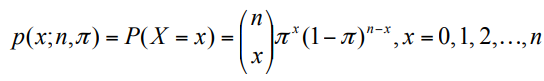 p(x;n,π) = P(X = x) = (n x) π^x (1 − π)^{n−x}, x = 0,1,2,...,n